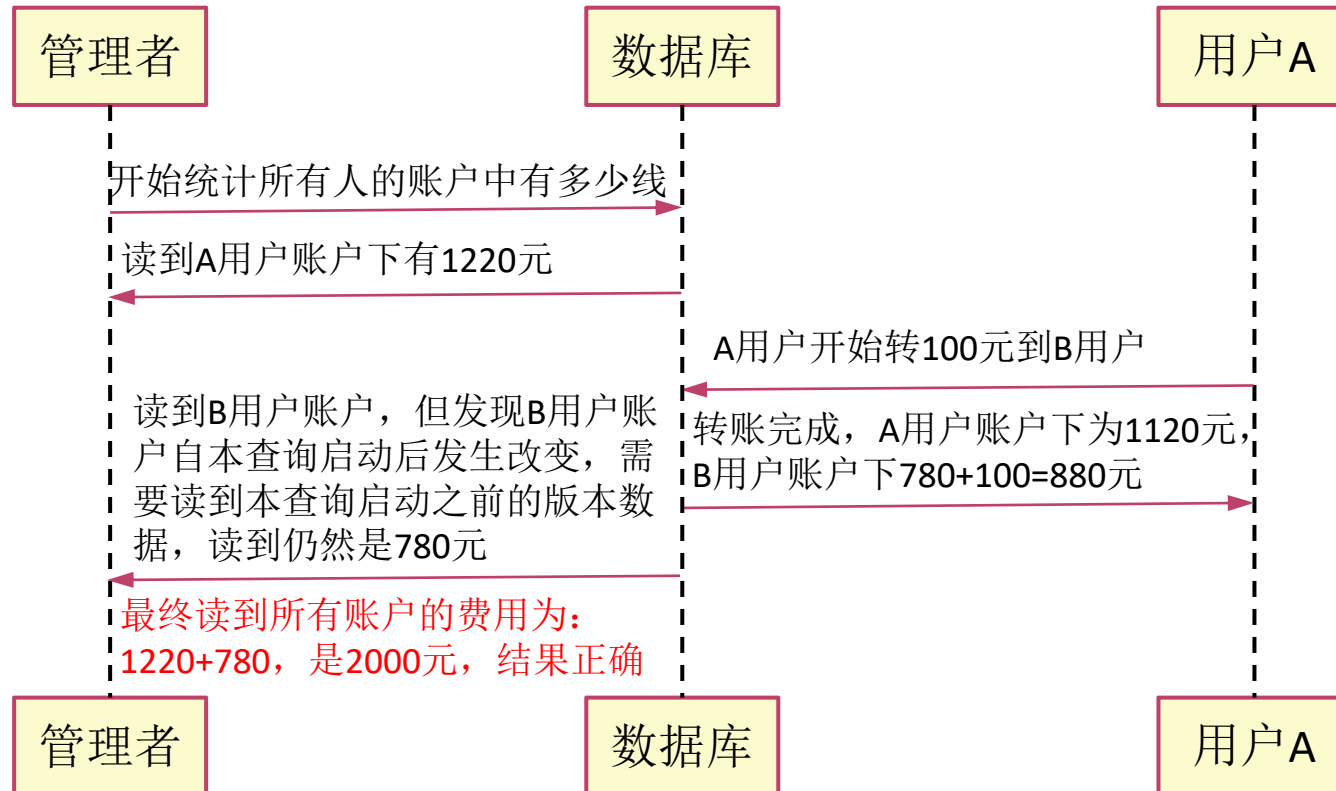 管理者
数据库
用户A
开始统计所有人的账户中有多少线
读到A用户账户下有1220元
A用户开始转100元到B用户
转账完成，A用户账户下为1120元，
B用户账户下780+100=880元
读到B用户账户，但发现B用户账
户自本查询启动后发生改变，需
要读到本查询启动之前的版本数
据，读到仍然是780元
最终读到所有账户的费用为：
1220+780，是2000元，结果正确
管理者
数据库
用户A